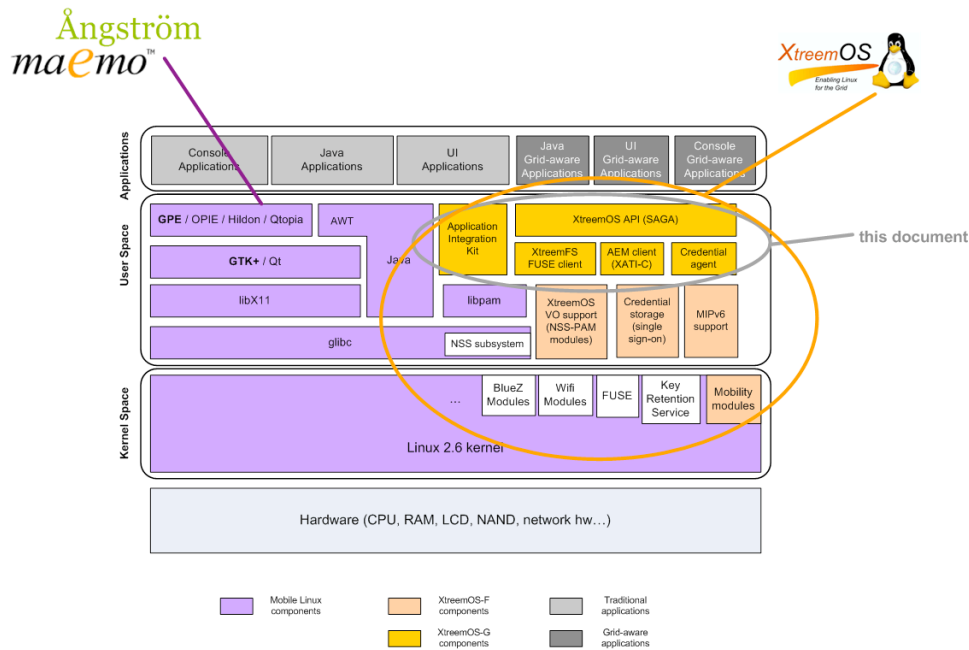 Ångström
maemo™
XtreemOS
Enabling Linux
for the Grid
Applications
Console
Applications
Java
Applications
UI
Applications
Java
Grid-aware
Applications
UI
Grid-aware
Applications
Console
Grid-aware
Applications
User Space
GPE / OPIE / Hildon / Qtopia
AWT
Java
Application
Integration
Kit
XtreemOS API (SAGA)
this document
GTK+ / Qt
XtreemFS
FUSE client
AEM client
(XATI-C)
Credential
agent
libX11
libpam
XtreemOS
VO support
(NSS-PAM
modules)
Credential
storage
(single
sign-on)
MIPv6
support
glibc
NSS subsystem
Kernel Space
...
BlueZ
Modules
Wifi
Modules
FUSE
Key
Retention
Service
Mobility
modules
Linux 2.6 kernel
Hardware (CPU, RAM, LCD, NAND, network hw...)
Mobile Linux
components
XtreemOS-F
components
Traditional
applications
XtreemOS-G
components
Grid-aware
applications